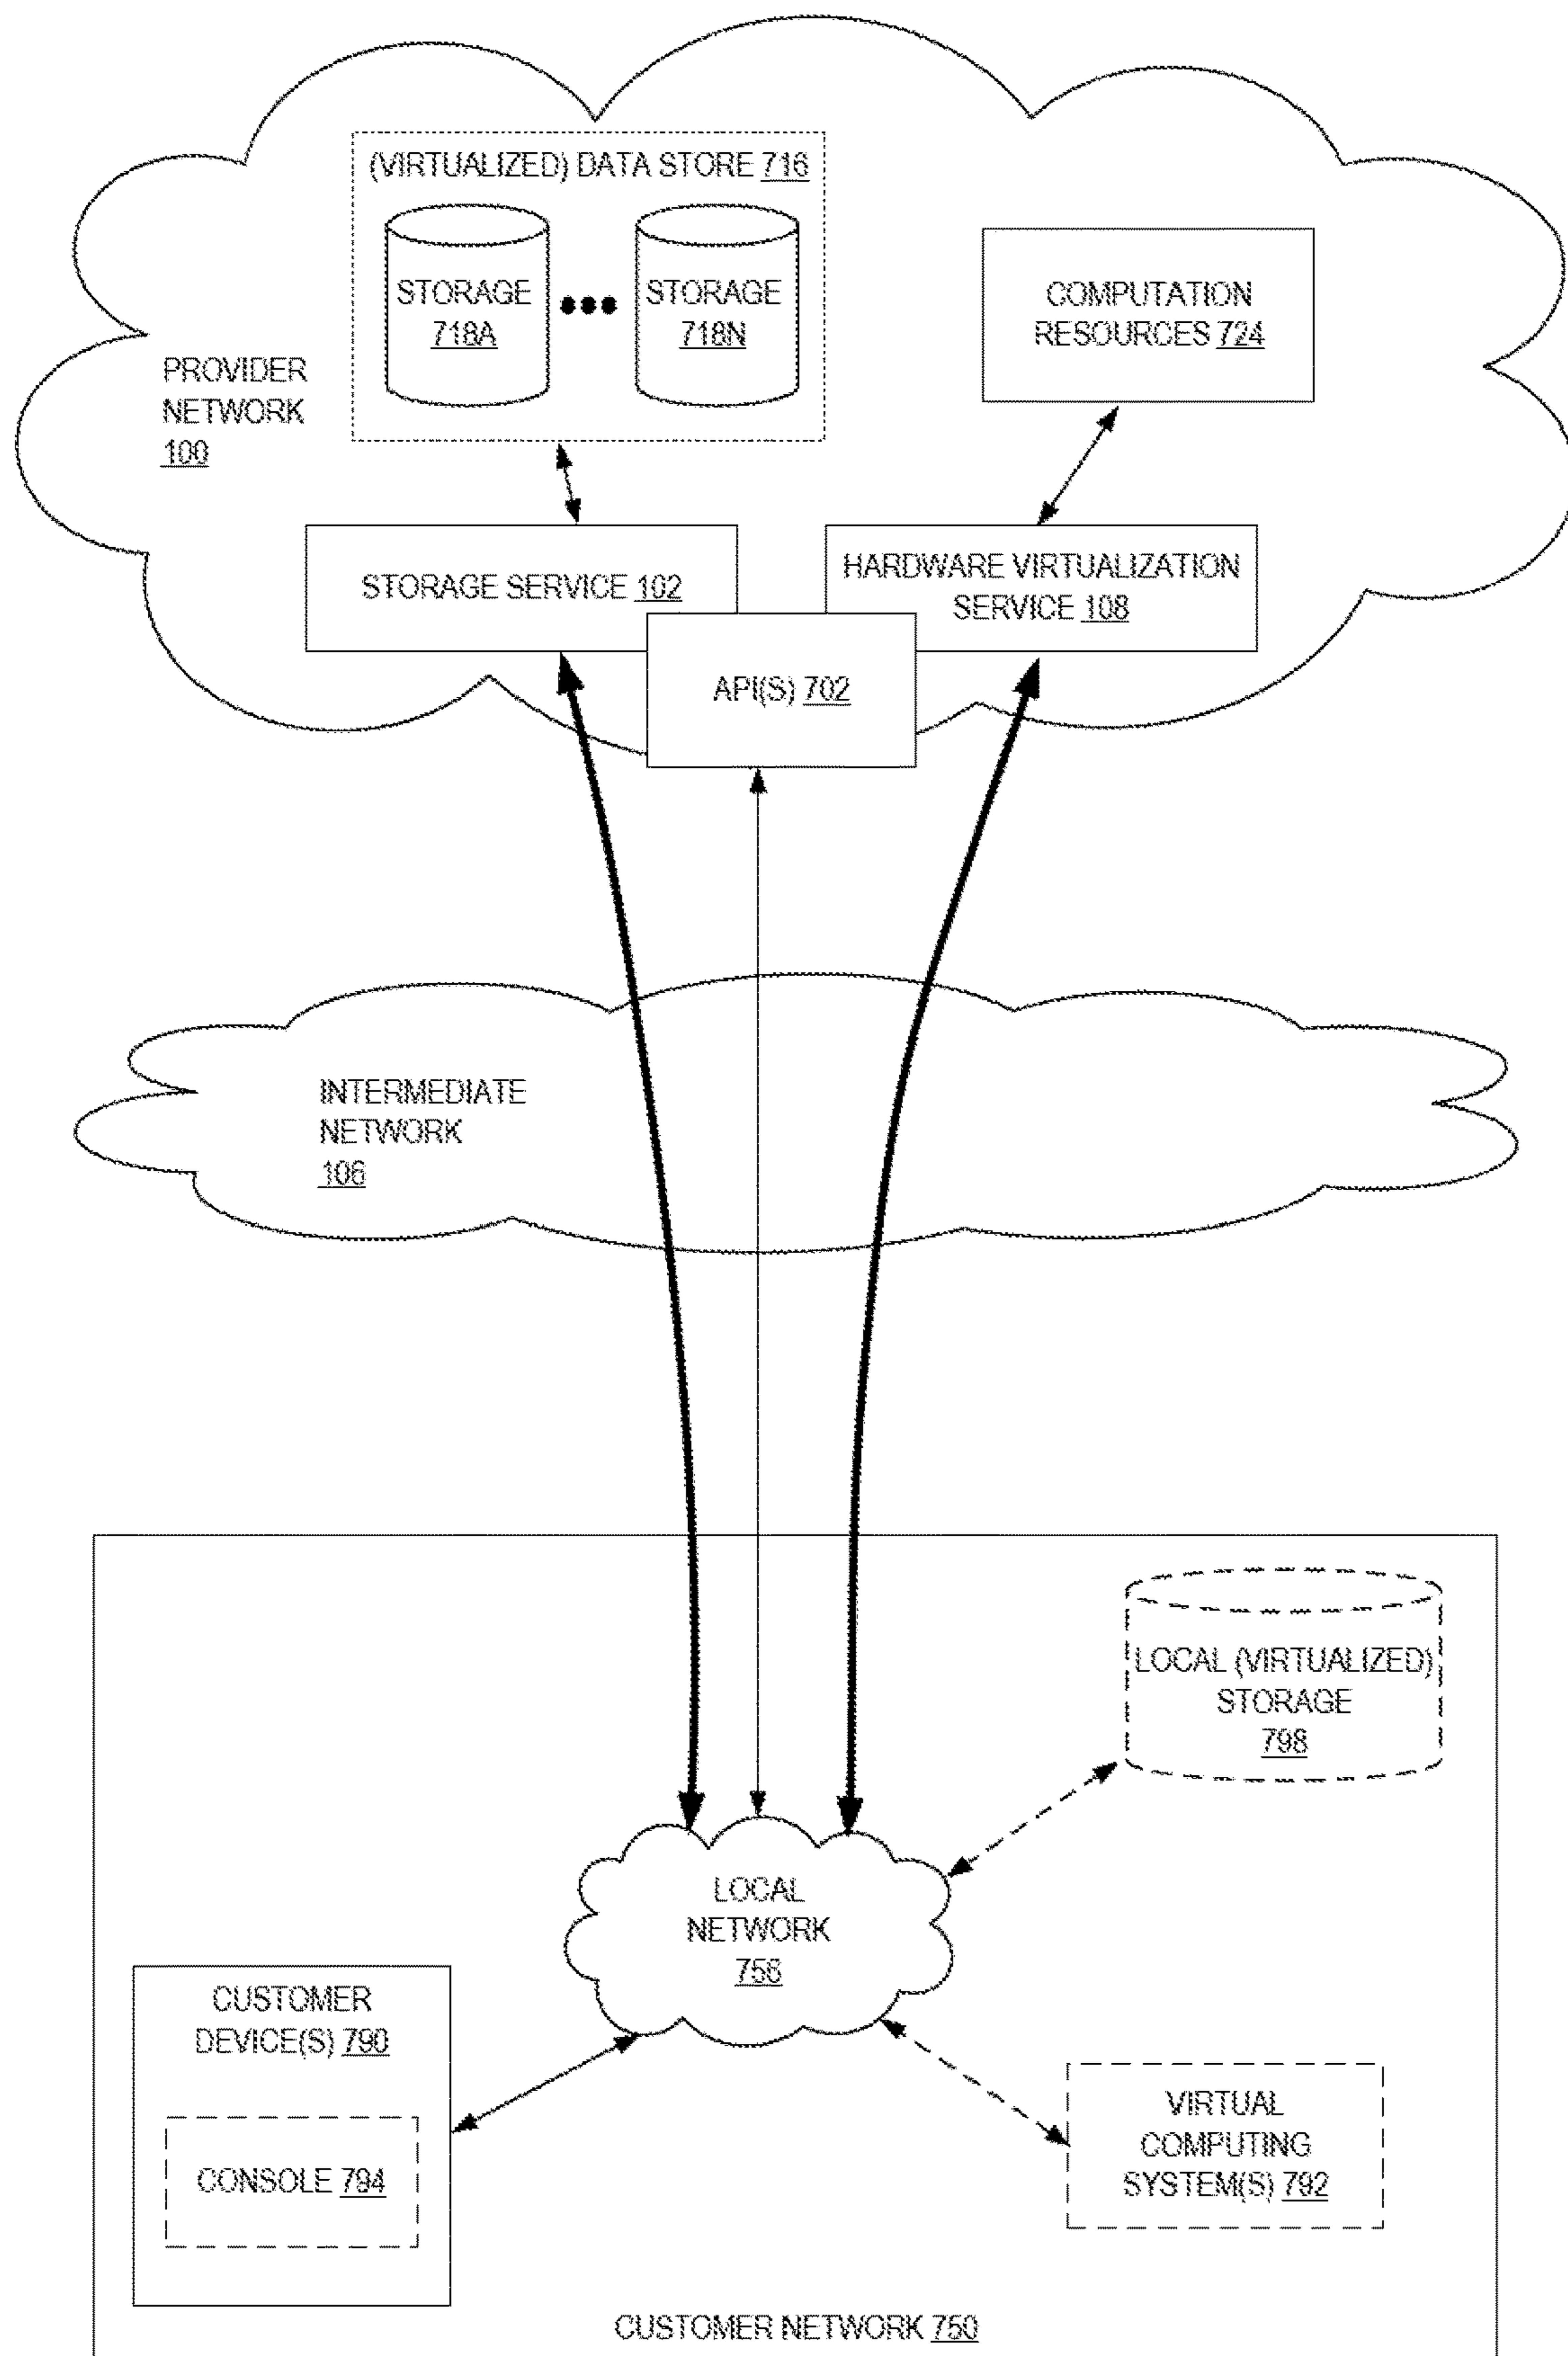 (VIRTUALIZED) DATA STORE 716
STORAGE
718A
STORAGE
718N
COMPUTATION
RESOURCES 724
PROVIDER
NETWORK
100
STORAGE SERVICE 102
HARDWARE VIRTUALIZATION
SERVICE 108
API(S) 702
INTERMEDIATE
NETWORK
106
LOCAL (VIRTUALIZED)
STORAGE
798
LOCAL
NETWORK
756
CUSTOMER
DEVICE(S) 790
CONSOLE 794
VIRTUAL
COMPUTING
SYSTEM(S) 792
CUSTOMER NETWORK 750